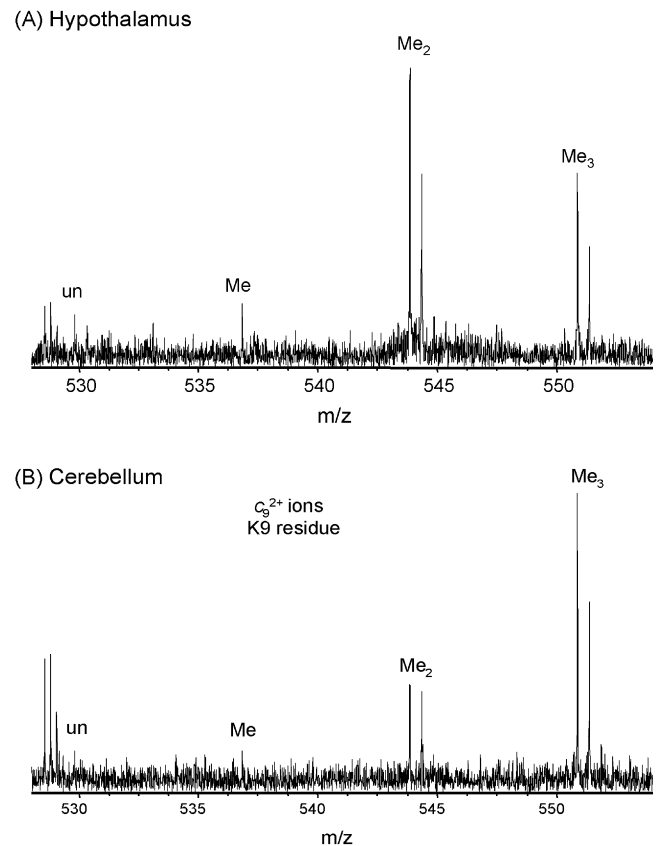 (A) Hypothalamus
Me₂
Me₃
un
Me
530 535 540 545 550
m/z
(B) Cerebellum
Me₃
c₉²⁺ ions
K9 residue
Me₂
un
Me
530 535 540 545 550
m/z